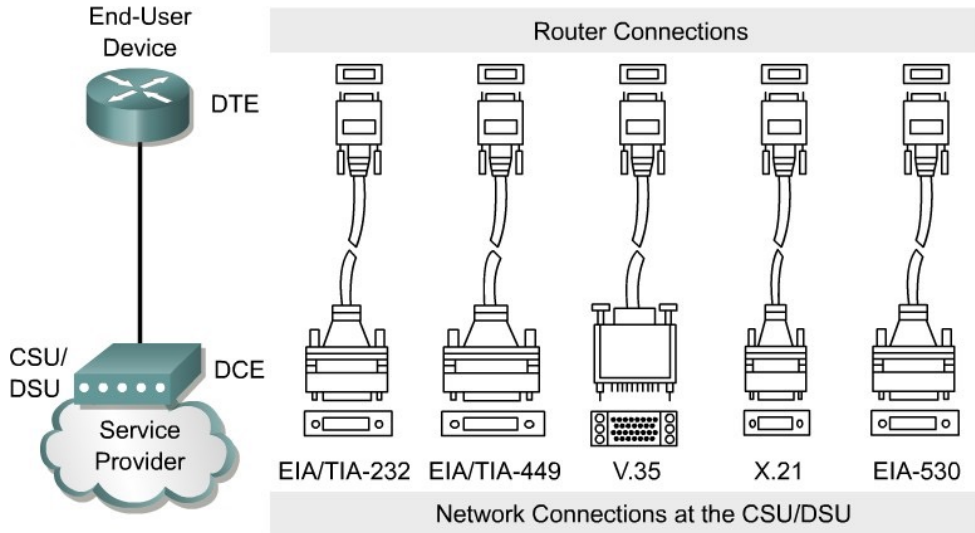 End-User
Device
DTE
CSU/
DSU
DCE
Service
Provider
Router Connections
EIA/TIA-232
EIA/TIA-449
V.35
X.21
EIA-530
Network Connections at the CSU/DSU